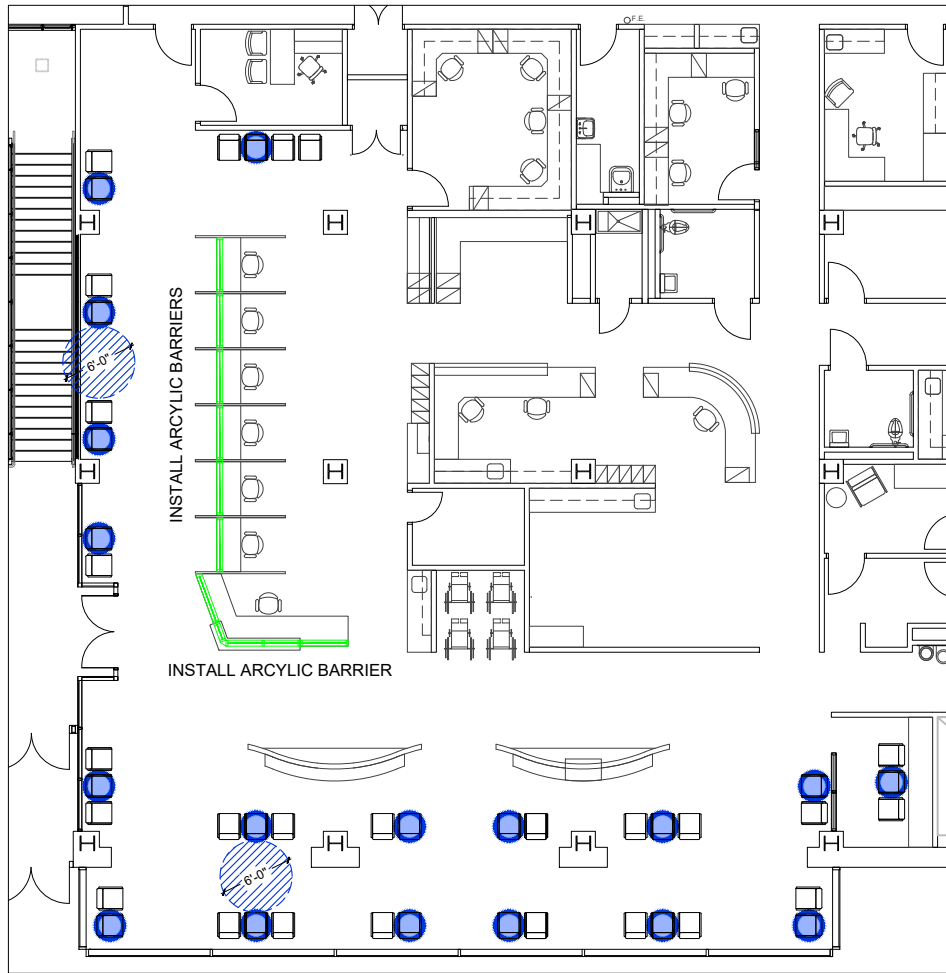 F.E.
6'-0"
INSTALL ARCYLIC BARRIERS
INSTALL ARCYLIC BARRIER
6'-0"